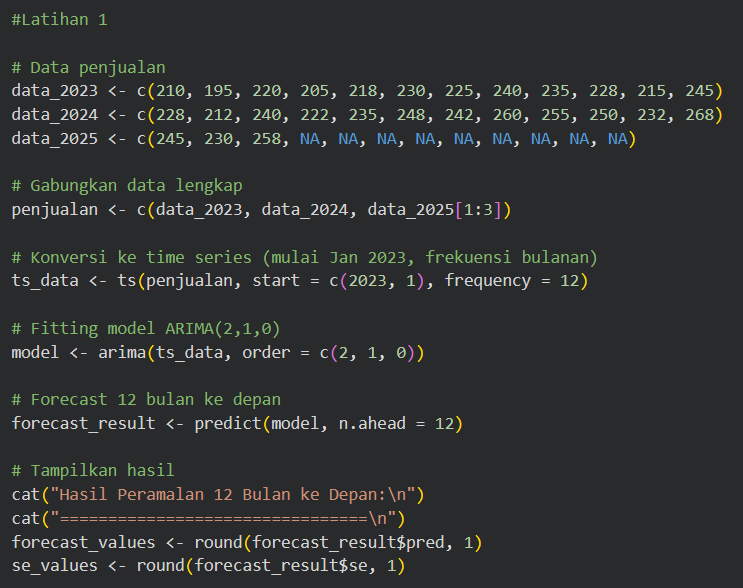 #Latihan 1
# Data penjualan
data_2023 <- c(210, 195, 220, 205, 218, 230, 225, 240, 235, 228, 215, 245)
data_2024 <- c(228, 212, 240, 222, 235, 248, 242, 260, 255, 250, 232, 268)
data_2025 <- c(245, 230, 258, NA, NA, NA, NA, NA, NA, NA, NA, NA)
# Gabungkan data lengkap
penjualan <- c(data_2023, data_2024, data_2025[1:3])
# Konversi ke time series (mulai Jan 2023, frekuensi bulanan)
ts_data <- ts(penjualan, start = c(2023, 1), frequency = 12)
# Fitting model ARIMA(2,1,0)
model <- arima(ts_data, order = c(2, 1, 0))
# Forecast 12 bulan ke depan
forecast_result <- predict(model, n.ahead = 12)
# Tampilkan hasil
cat("Hasil Peramalan 12 Bulan ke Depan:\n")
cat("================================\n")
forecast_values <- round(forecast_result$pred, 1)
se_values <- round(forecast_result$se, 1)